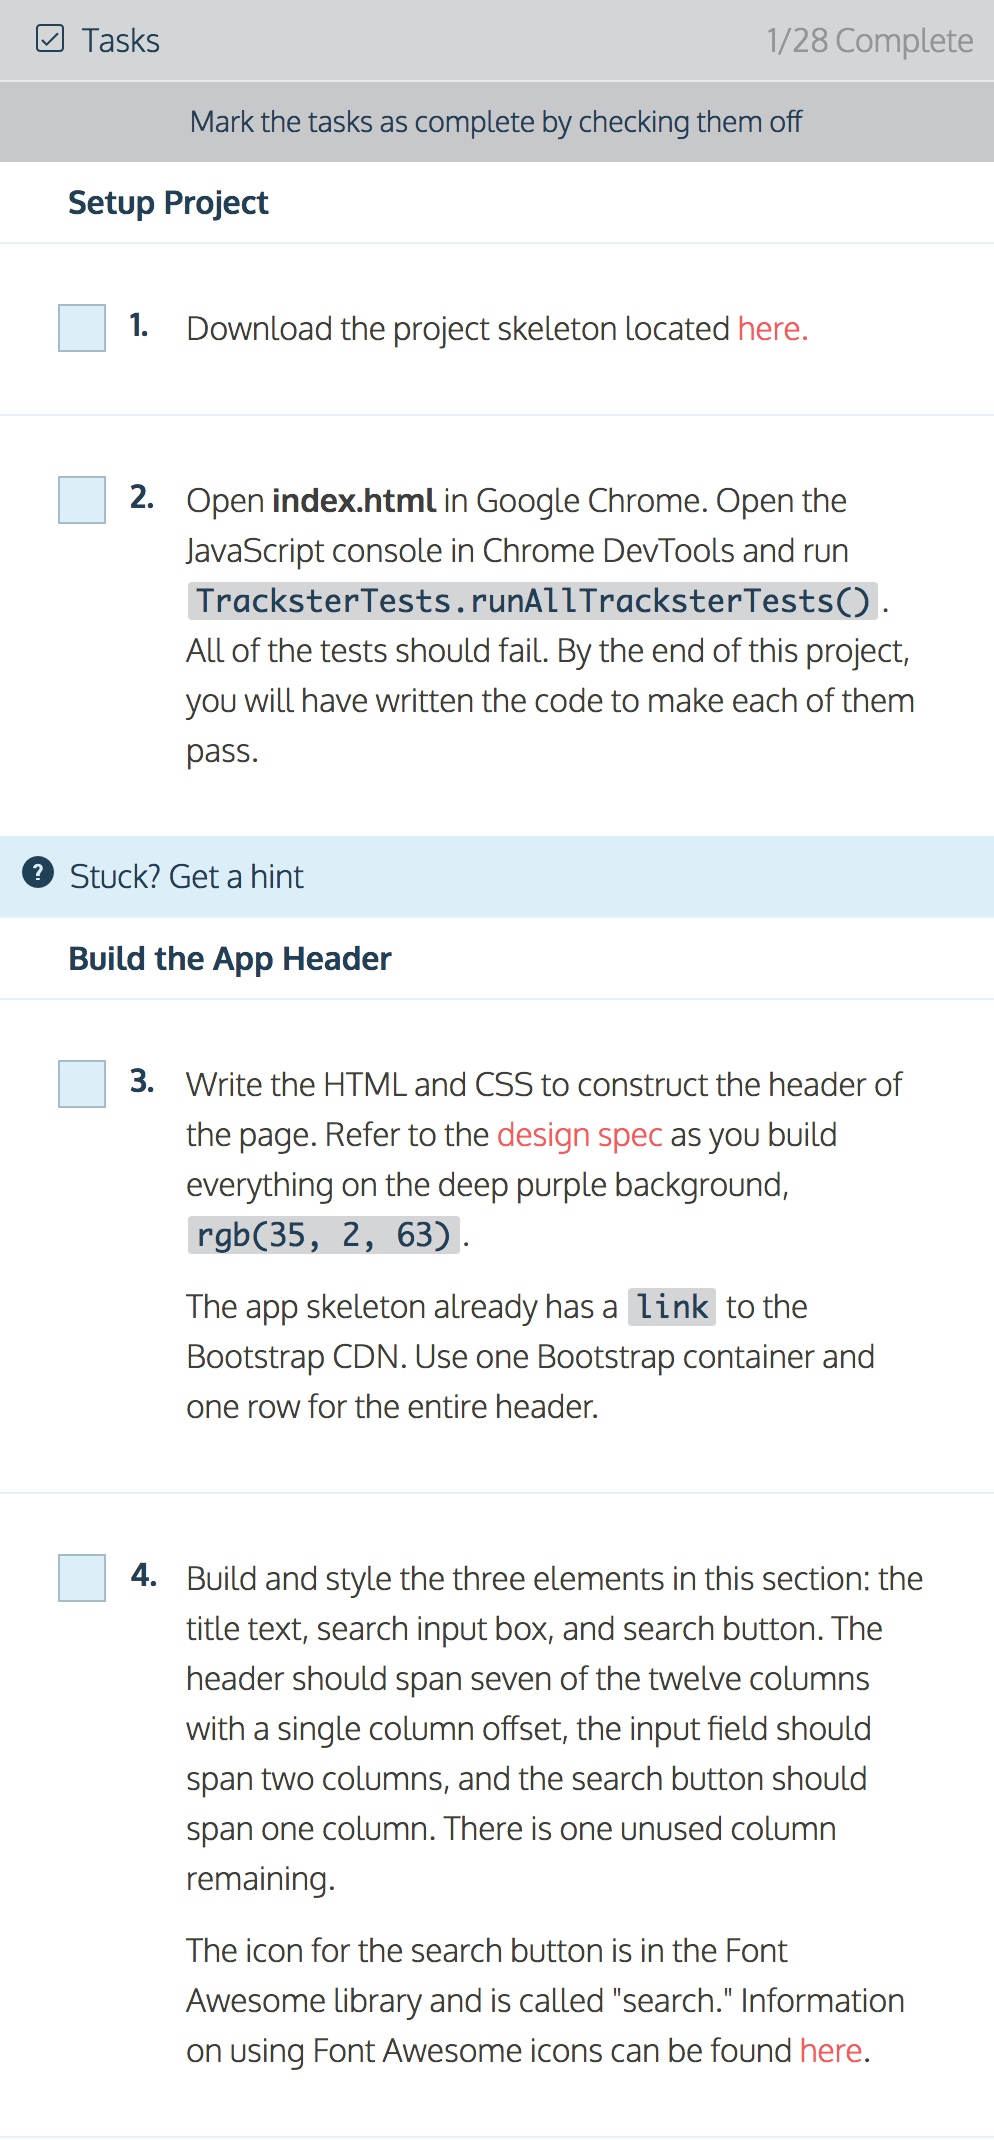 Tasks
1/28 Complete
Mark the tasks as complete by checking them off
Setup Project
1. Download the project skeleton located here.
2. Open index.html in Google Chrome. Open the
JavaScript console in Chrome DevTools and run
TracksterTests.runAllTracksterTests().
All of the tests should fail. By the end of this project,
you will have written the code to make each of them
pass.
? Stuck? Get a hint
Build the App Header
3. Write the HTML and CSS to construct the header of
the page. Refer to the design spec as you build
everything on the deep purple background,
rgb(35, 2, 63).
The app skeleton already has a link to the
Bootstrap CDN. Use one Bootstrap container and
one row for the entire header.
4. Build and style the three elements in this section: the
title text, search input box, and search button. The
header should span seven of the twelve columns
with a single column offset, the input field should
span two columns, and the search button should
span one column. There is one unused column
remaining.
The icon for the search button is in the Font
Awesome library and is called "search." Information
on using Font Awesome icons can be found here.